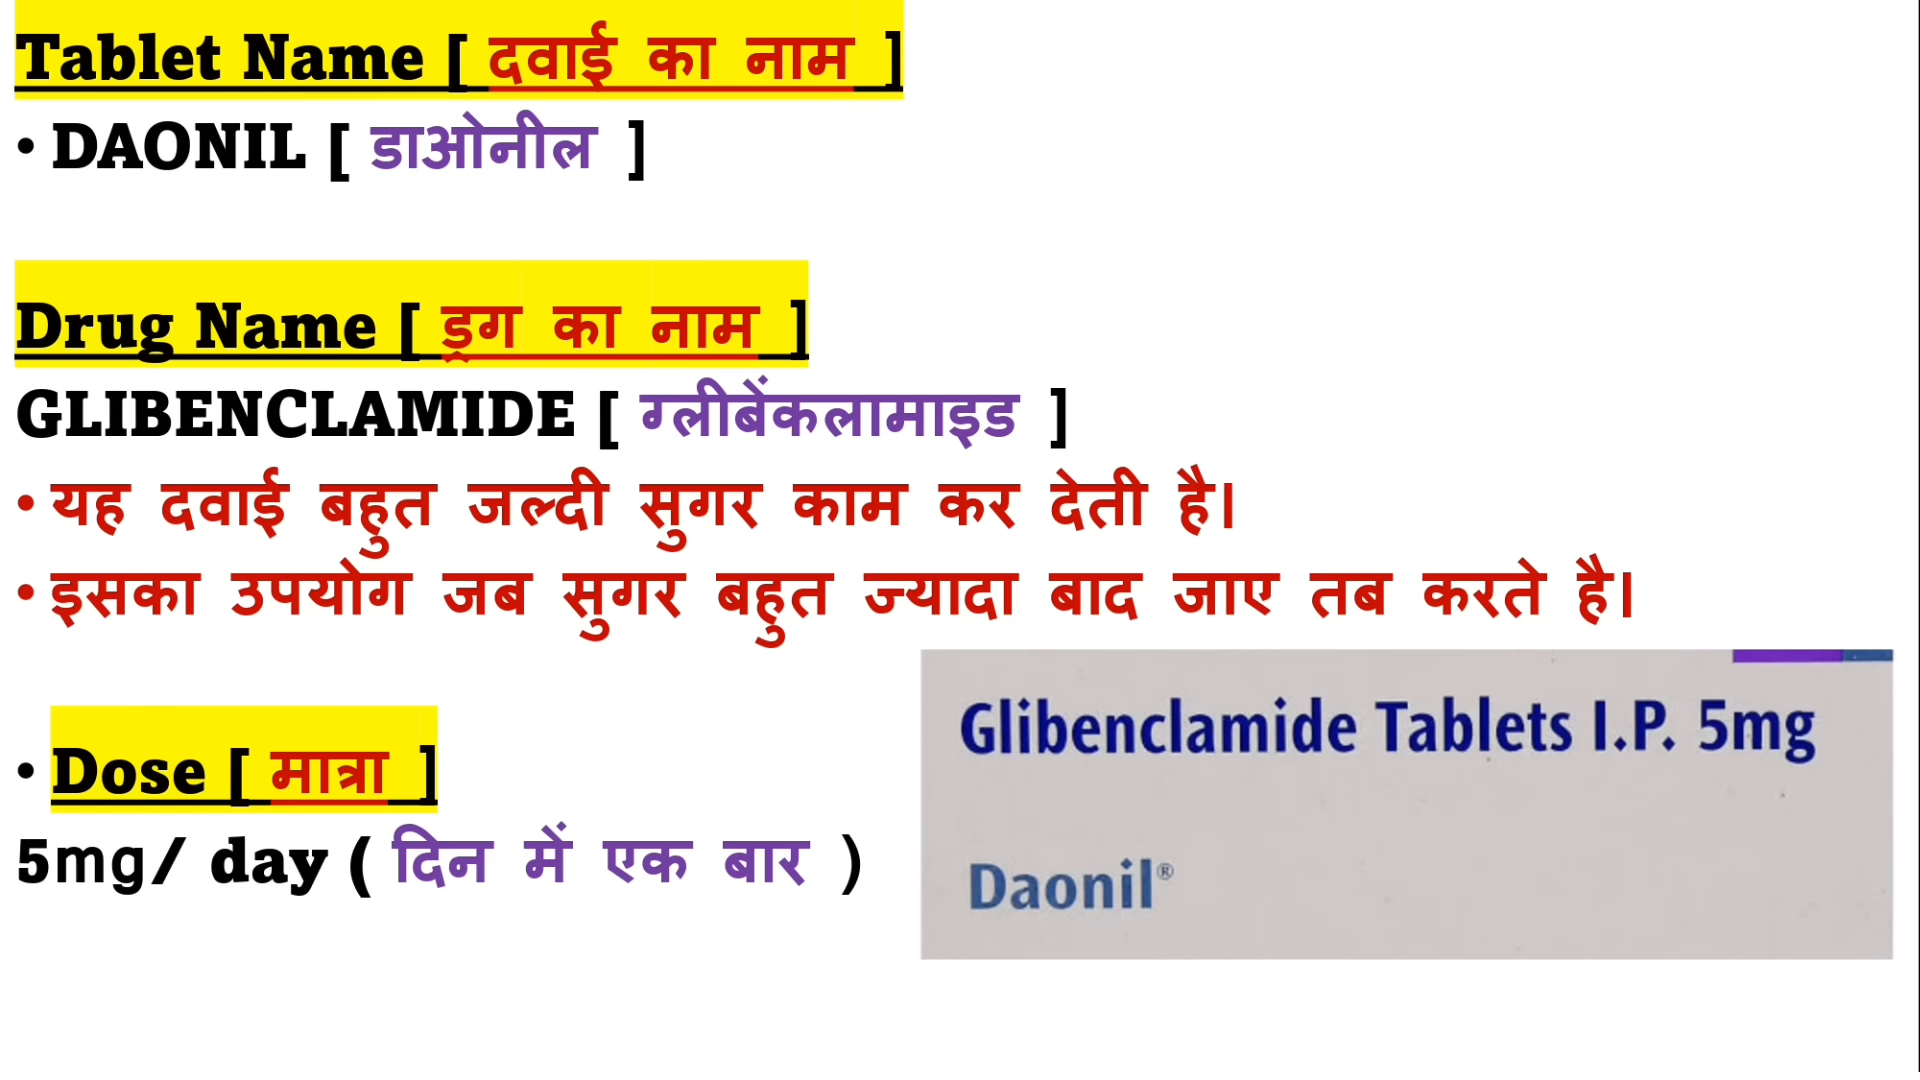 Tablet Name [ दवाई का नाम ]
• DAONIL [ डाओनील ]
Drug Name [ ड्रग का नाम ]
GLIBENCLAMIDE [ ग्लीबेंकलामाइड ]
• यह दवाई बहुत जल्दी सुगर काम कर देती है।
• इसका उपयोग जब सुगर बहुत ज्यादा बाद जाए तब करते है।
• Dose [ मात्रा ]
5mg/ day ( दिन में एक बार )
Glibenclamide Tablets I.P. 5mg
Daonil®